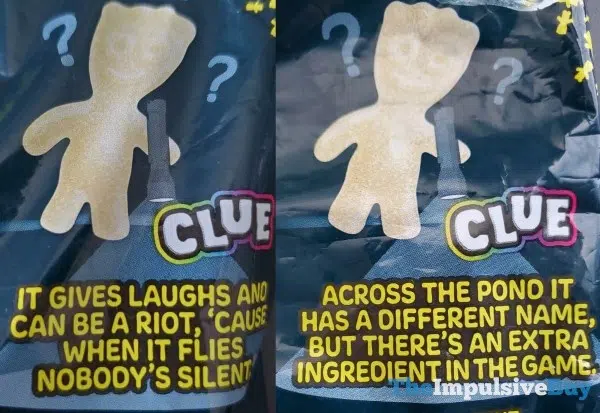 ?
?
CLUE
IT GIVES LAUGHS AND
CAN BE A RIOT, 'CAUSE
WHEN IT FLIES
NOBODY'S SILENT
?
?
CLUE
ACROSS THE POND IT
HAS A DIFFERENT NAME,
BUT THERE'S AN EXTRA
INGREDIENT IN THE GAME.
TheImpulsiveBuy